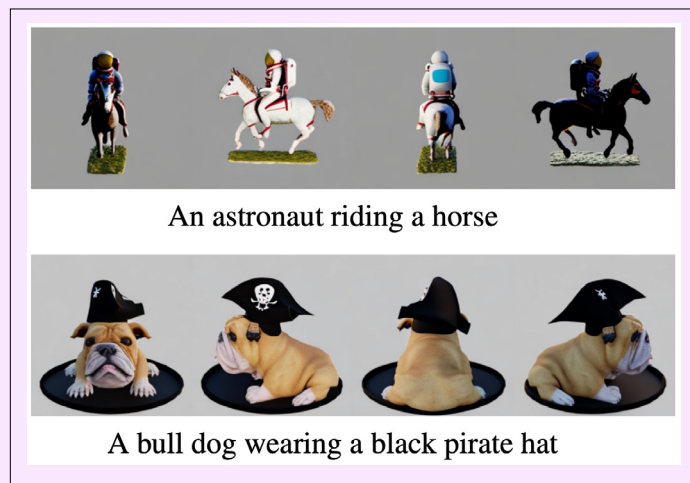 An astronaut riding a horse
A bull dog wearing a black pirate hat